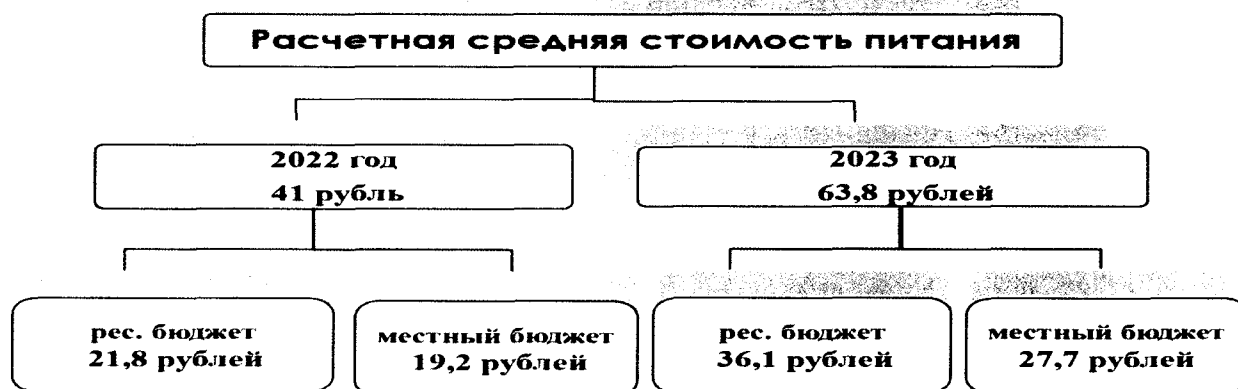 Расчетная средняя стоимость питания
2022 год
41 рубль
2023 год
63,8 рублей
рес. бюджет
21,8 рублей
местный бюджет
19,2 рублей
рес. бюджет
36,1 рублей
местный бюджет
27,7 рублей